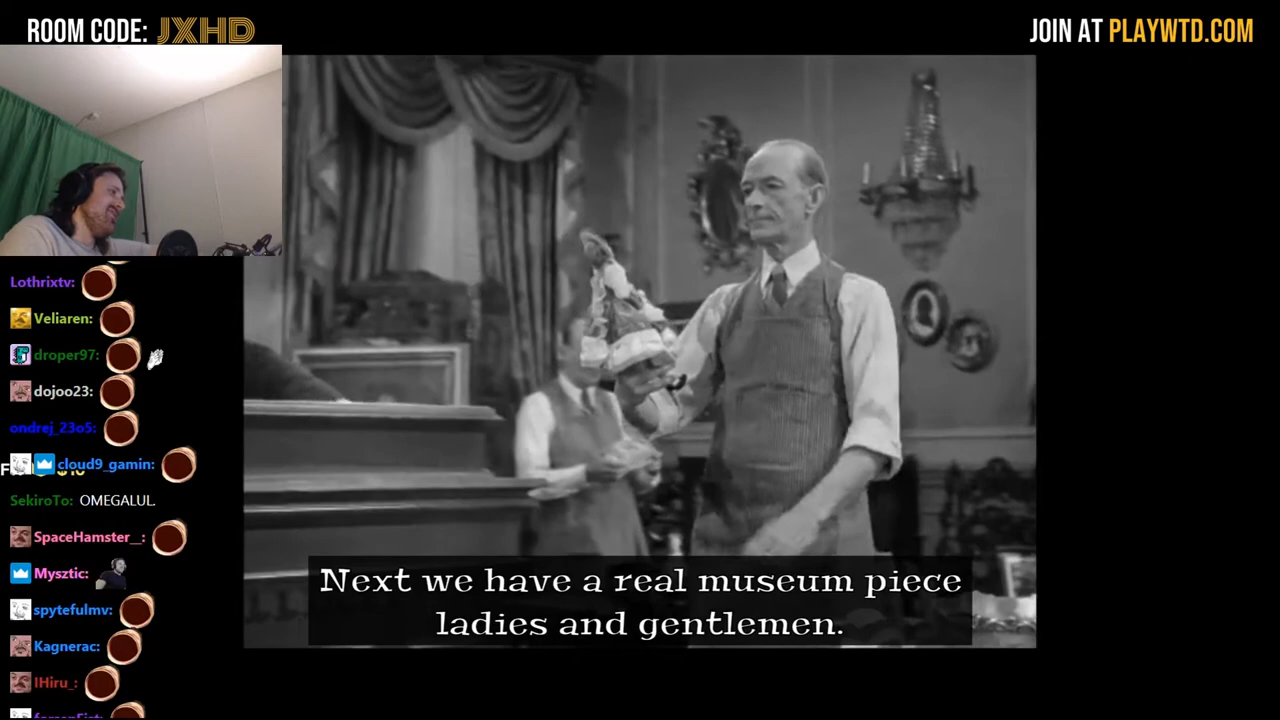 ROOM CODE: JXHD
JOIN AT PLAYWTD.COM
Lothrixtv:
Veliaren:
droper97:
dojoo23:
ondrej_23o5:
cloud9_gamin:
SekiroTo: OMEGALUL.
SpaceHamster__:
Mysztic:
spytefulmv:
Kagnerac:
lHiru_:
Next we have a real museum piece
ladies and gentlemen.